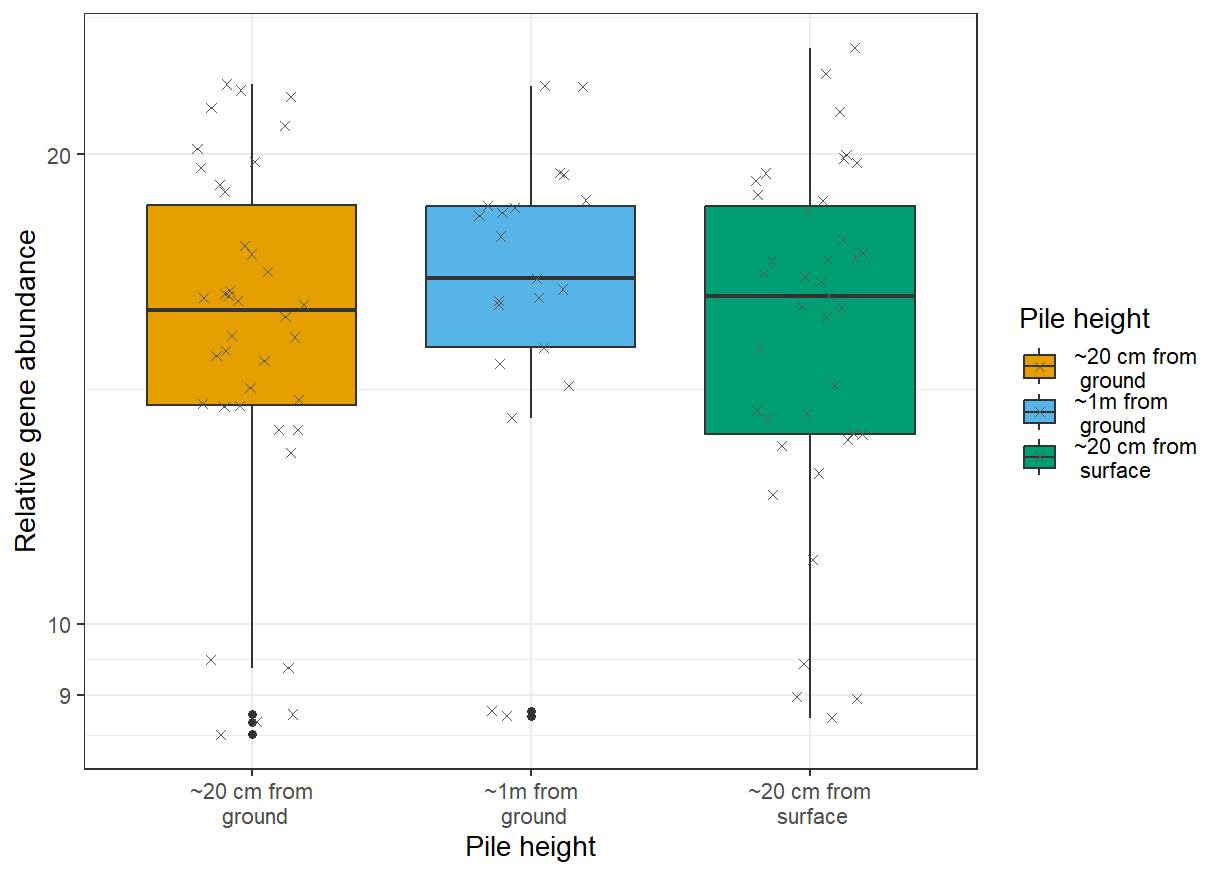 Relative gene abundance
20
10
9
~20 cm from
ground
~1m from
ground
~20 cm from
surface
Pile height
Pile height
~20 cm from
ground
~1m from
ground
~20 cm from
surface